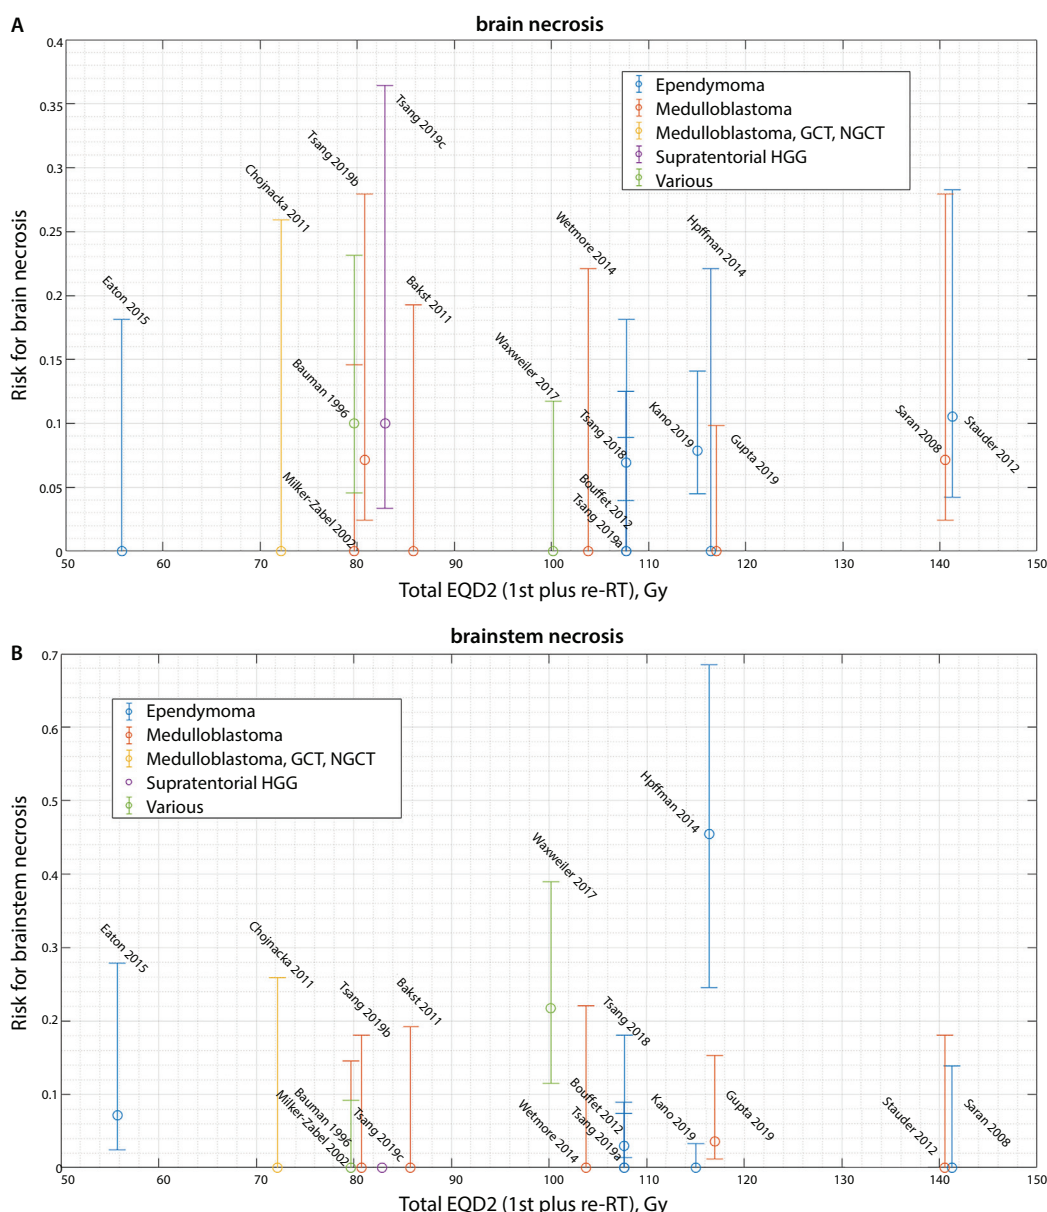 A
brain necrosis
0.4
0.35
0.3
0.25
0.2
0.15
0.1
0.05
0
Risk for brain necrosis
Ependymoma
Medulloblastoma
Medulloblastoma, GCT, NGCT
Supratentorial HGG
Various
Eaton 2015
Chojnacka 2011
Bauman 1996
Milker-Zabel 2002
Tsang 2019b
Tsang 2019c
Bakst 2011
Waxweiler 2017
Wetmore 2014
Tsang 2018
Bouffet 2012
Tsang 2019a
Kano 2019
Hpffman 2014
Gupta 2019
Saran 2008
Stauder 2012
50 60 70 80 90 100 110 120 130 140 150
Total EQD2 (1st plus re-RT), Gy
B
brainstem necrosis
0.7
0.6
0.5
0.4
0.3
0.2
0.1
0
Risk for brainstem necrosis
Ependymoma
Medulloblastoma
Medulloblastoma, GCT, NGCT
Supratentorial HGG
Various
Eaton 2015
Chojnacka 2011
Milker-Zabel 2002
Bauman 1996
Tsang 2019b
Tsang 2019c
Bakst 2011
Waxweiler 2017
Wetmore 2014
Tsang 2018
Bouffet 2012
Tsang 2019a
Kano 2019
Hpffman 2014
Gupta 2019
Stauder 2012
Saran 2008
50 60 70 80 90 100 110 120 130 140 150
Total EQD2 (1st plus re-RT), Gy